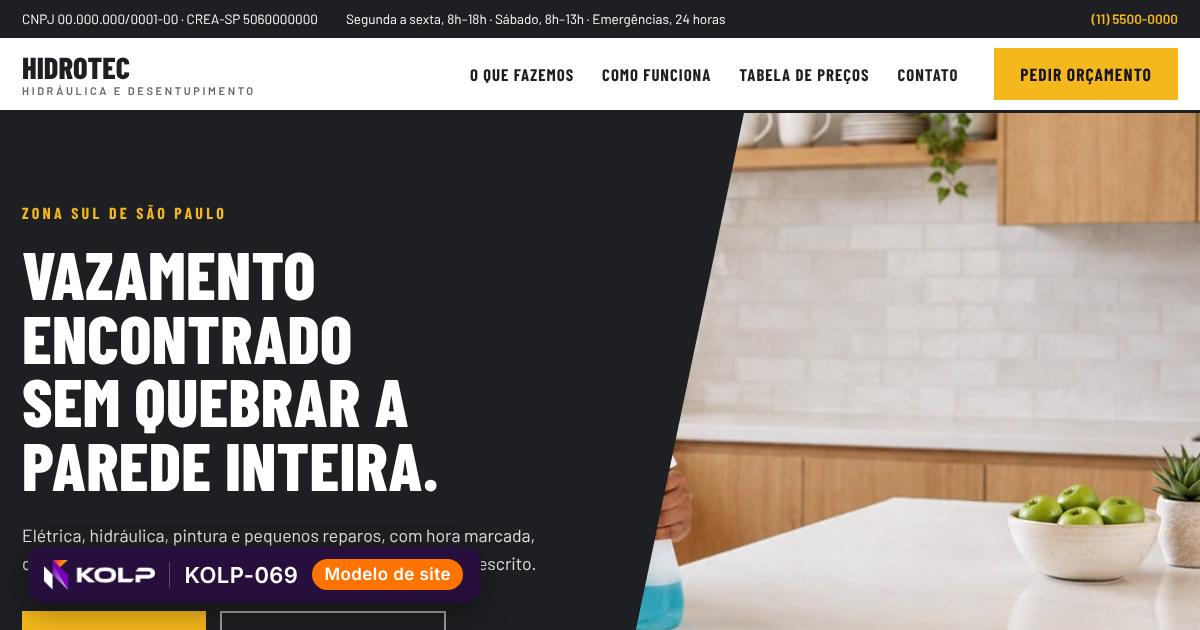 CNPJ 00.000.000/0001-00 · CREA-SP 5060000000
Segunda a sexta, 8h–18h · Sábado, 8h–13h · Emergências, 24 horas
(11) 5500-0000
HIDROTEC
HIDRÁULICA E DESENTUPIMENTO
O QUE FAZEMOS
COMO FUNCIONA
TABELA DE PREÇOS
CONTATO
PEDIR ORÇAMENTO
ZONA SUL DE SÃO PAULO
VAZAMENTO
ENCONTRADO
SEM QUEBRAR A
PAREDE INTEIRA.
Elétrica, hidráulica, pintura e pequenos reparos, com hora marcada,
escrito.
KOLP
KOLP-069
Modelo de site